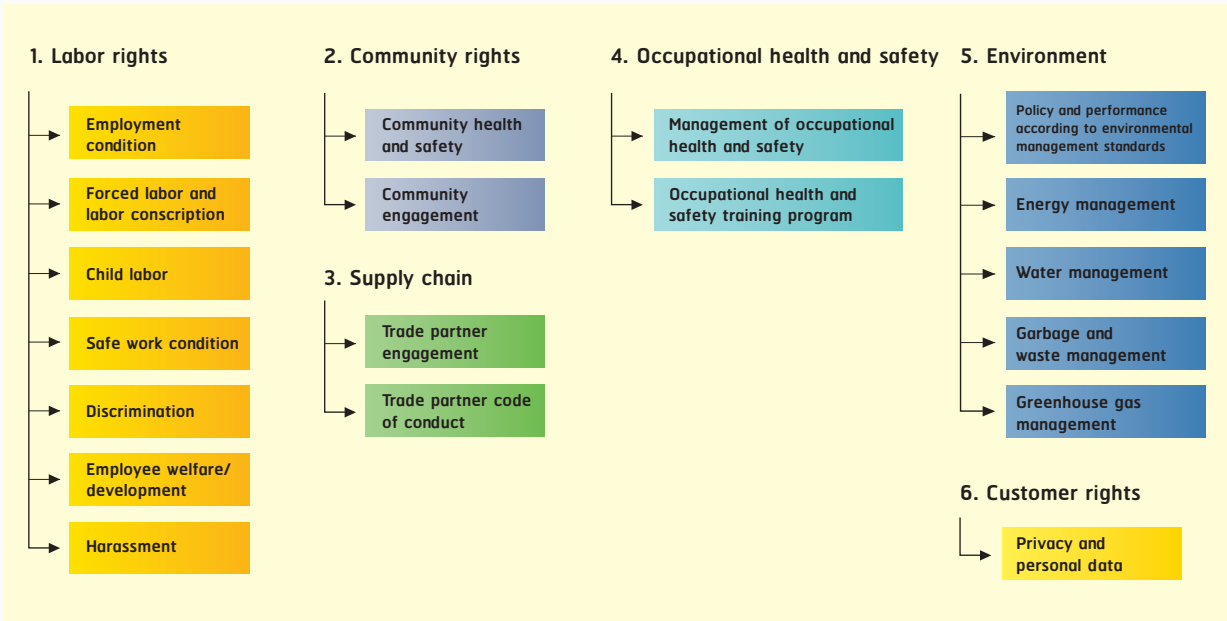 1. Labor rights
Employment
condition
Forced labor and
labor conscription
Child labor
Safe work condition
Discrimination
Employee welfare/
development
Harassment
2. Community rights
Community health
and safety
Community
engagement
3. Supply chain
Trade partner
engagement
Trade partner code
of conduct
4. Occupational health and safety
Management of occupational
health and safety
Occupational health and
safety training program
5. Environment
Policy and performance
according to environmental
management standards
Energy management
Water management
Garbage and
waste management
Greenhouse gas
management
6. Customer rights
Privacy and
personal data